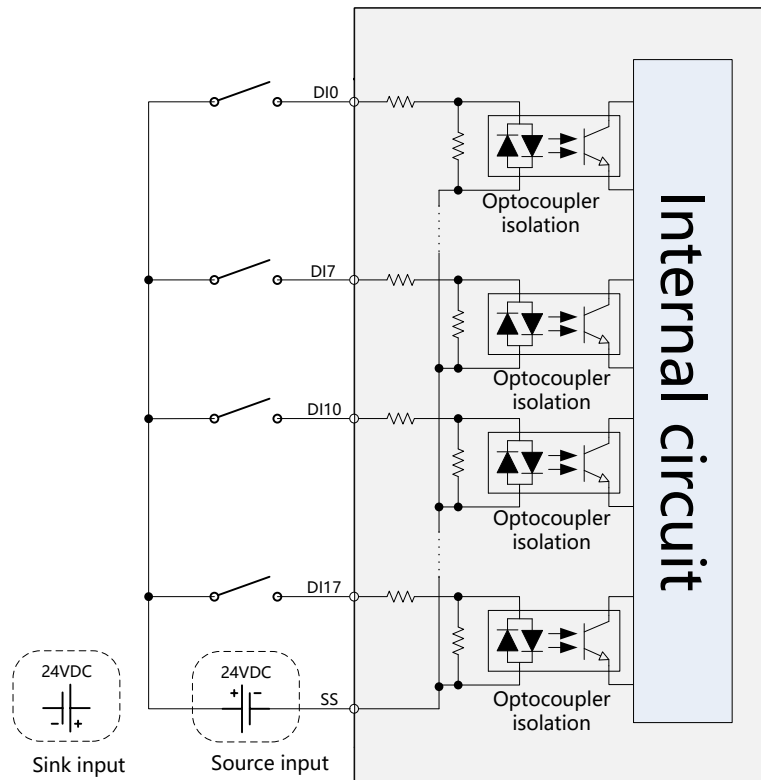 DI0
Optocoupler
isolation
DI7
Optocoupler
isolation
DI10
Optocoupler
isolation
DI17
Optocoupler
isolation
Internal circuit
24VDC
- +
Sink input
24VDC
+ -
Source input
SS